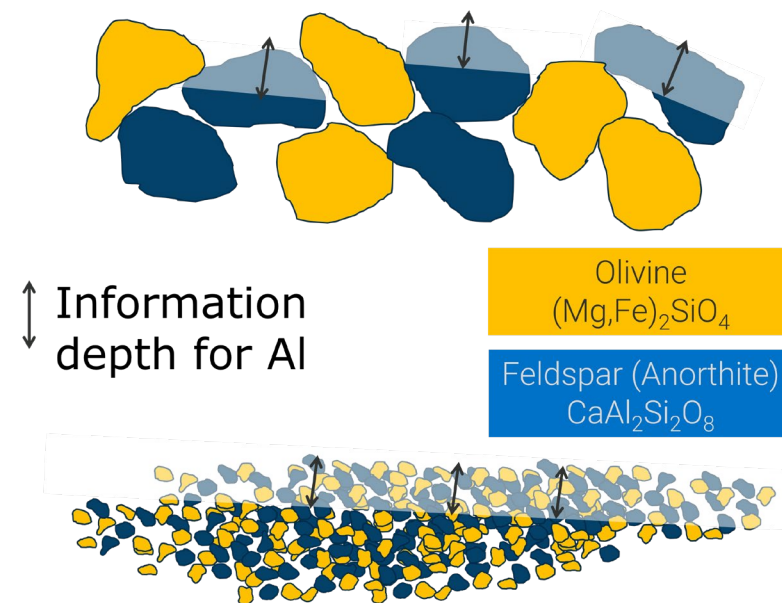 Olivine
(Mg,Fe)₂SiO₄
Information
depth for Al
Feldspar (Anorthite)
CaAl₂Si₂O₈